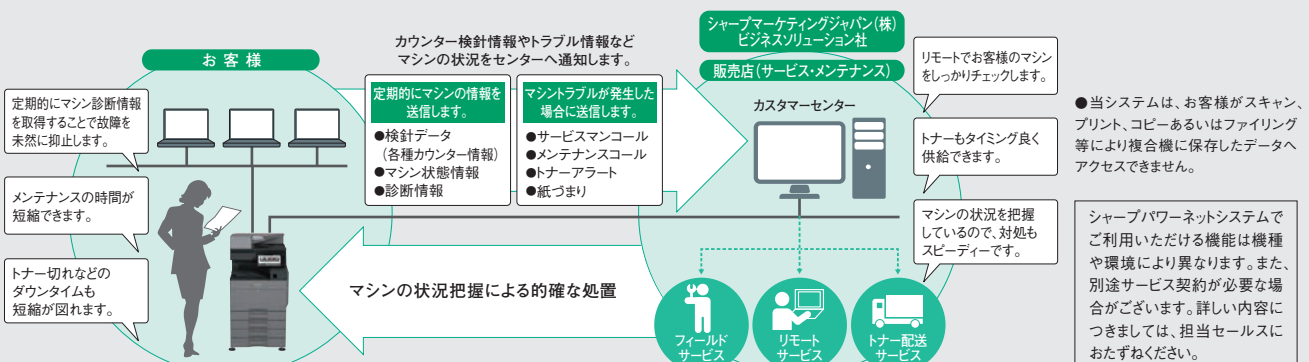 お客様
定期的にマシン診断情報
を取得することで故障を
未然に抑止します。
メンテナンスの時間が
短縮できます。
トナー切れなどの
ダウンタイムも
短縮が図れます。
カウンター検針情報やトラブル情報など
マシンの状況をセンターへ通知します。
定期的にマシンの情報を
送信します。
●検針データ
(各種カウンター情報)
●マシン状態情報
●診断情報
マシントラブルが発生した
場合に送信します。
●サービスマンコール
●メンテナンスコール
●トナーアラート
●紙づまり
マシンの状況把握による的確な処置
シャープマーケティングジャパン(株)
ビジネスソリューション社
販売店(サービス・メンテナンス)
カスタマーセンター
リモートでお客様のマシン
をしっかりチェックします。
トナーもタイミング良く
供給できます。
マシンの状況を把握
しているので、対処も
スピーディーです。
フィールド
サービス
リモート
サービス
トナー配送
サービス
●当システムは、お客様がスキャン、
プリント、コピーあるいはファイリング
等により複合機に保存したデータへ
アクセスできません。
シャープパワーネットシステムで
ご利用いただける機能は機種
や環境により異なります。また、
別途サービス契約が必要な場
合がございます。詳しい内容に
つきましては、担当セールスに
おたずねください。